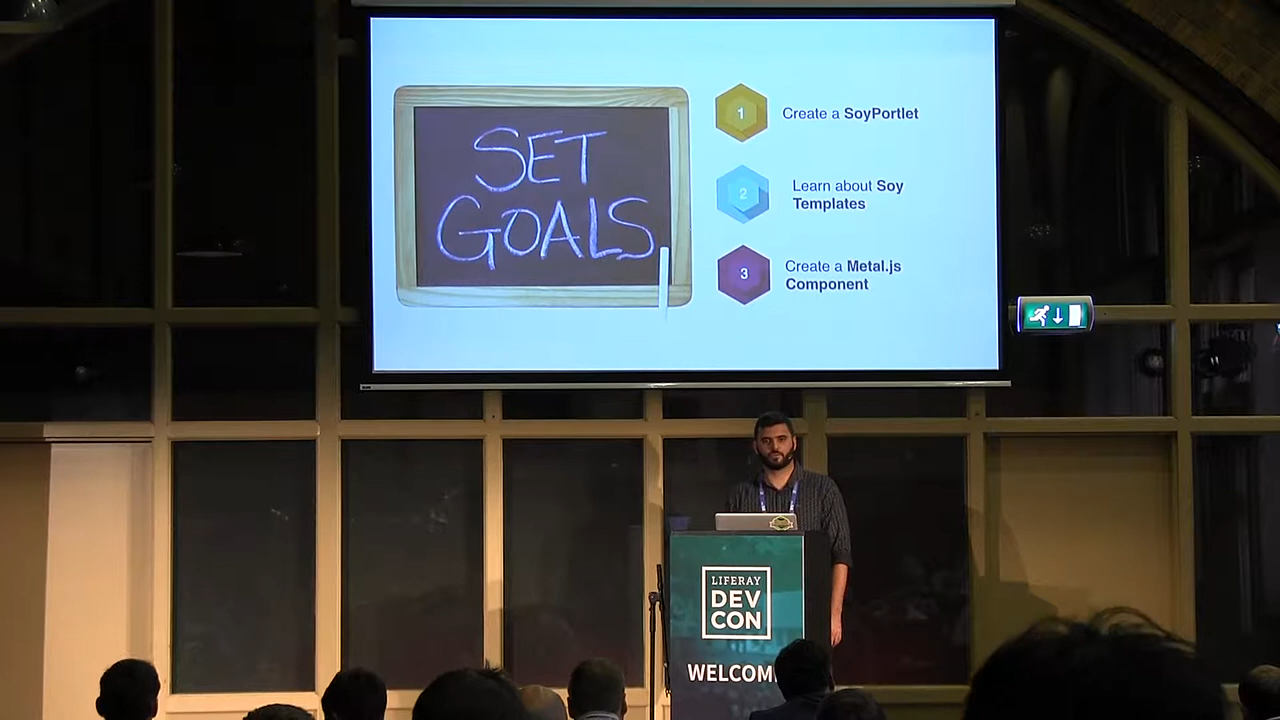 SET
GOALS
1
Create a SoyPortlet
2
Learn about Soy
Templates
3
Create a Metal.js
Component
LIFERAY
DEV
CON
WELCOM